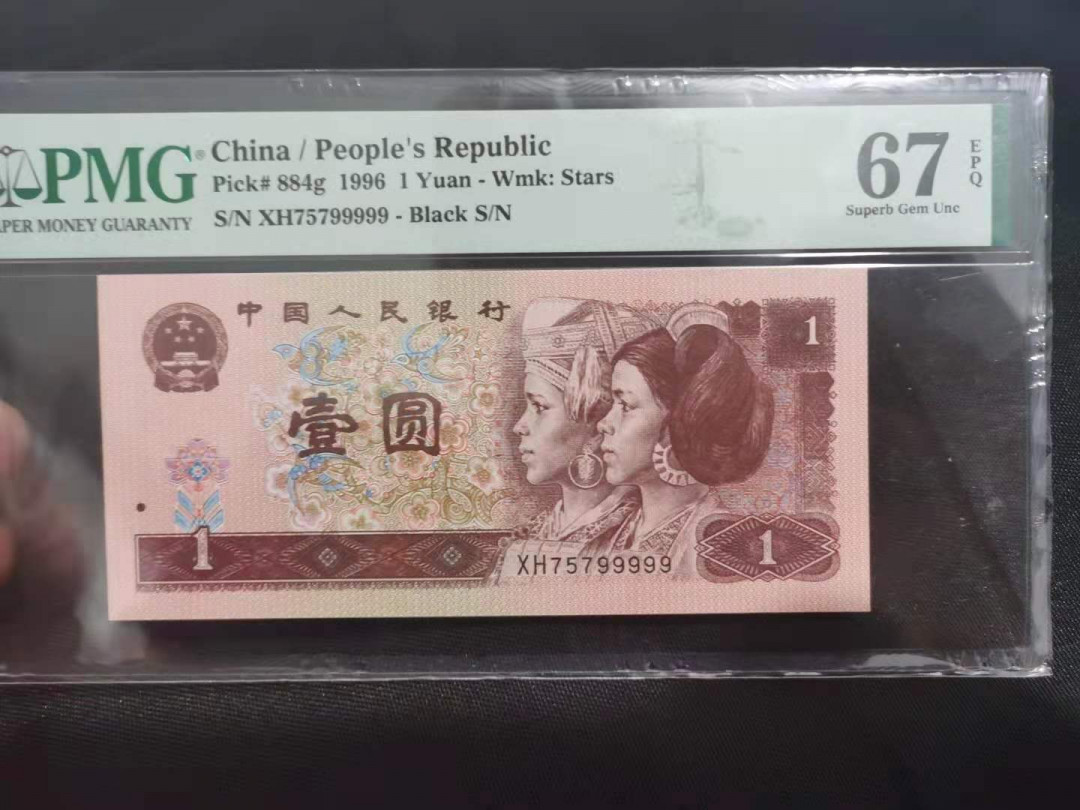 PMG®
PER MONEY GUARANTY
China / People's Republic
Pick# 884g 1996 1 Yuan - Wmk: Stars
S/N XH75799999 - Black S/N
67
EPQ
Superb Gem Unc
中国人民银行
1
壹圆
1
XH75799999
1